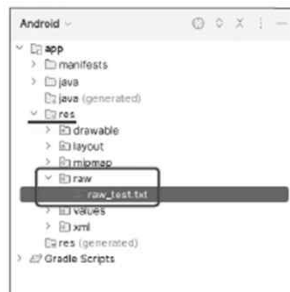 Android
app
manifests
java
java (generated)
res
drawable
layout
mipmap
raw
raw_test.txt
values
xml
res (generated)
Gradle Scripts